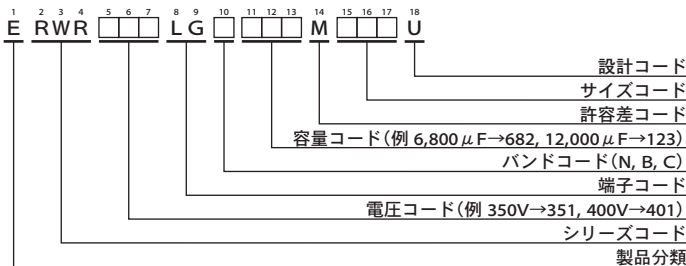 1 2 3 4 5 6 7 8 9 10 11 12 13 14 15 16 17 18
E RWR □□□ LG □ □□□ M □□□ U
設計コード
サイズコード
許容差コード
容量コード(例 6,800μF→682, 12,000μF→123)
バンドコード(N, B, C)
端子コード
電圧コード(例 350V→351, 400V→401)
シリーズコード
製品分類